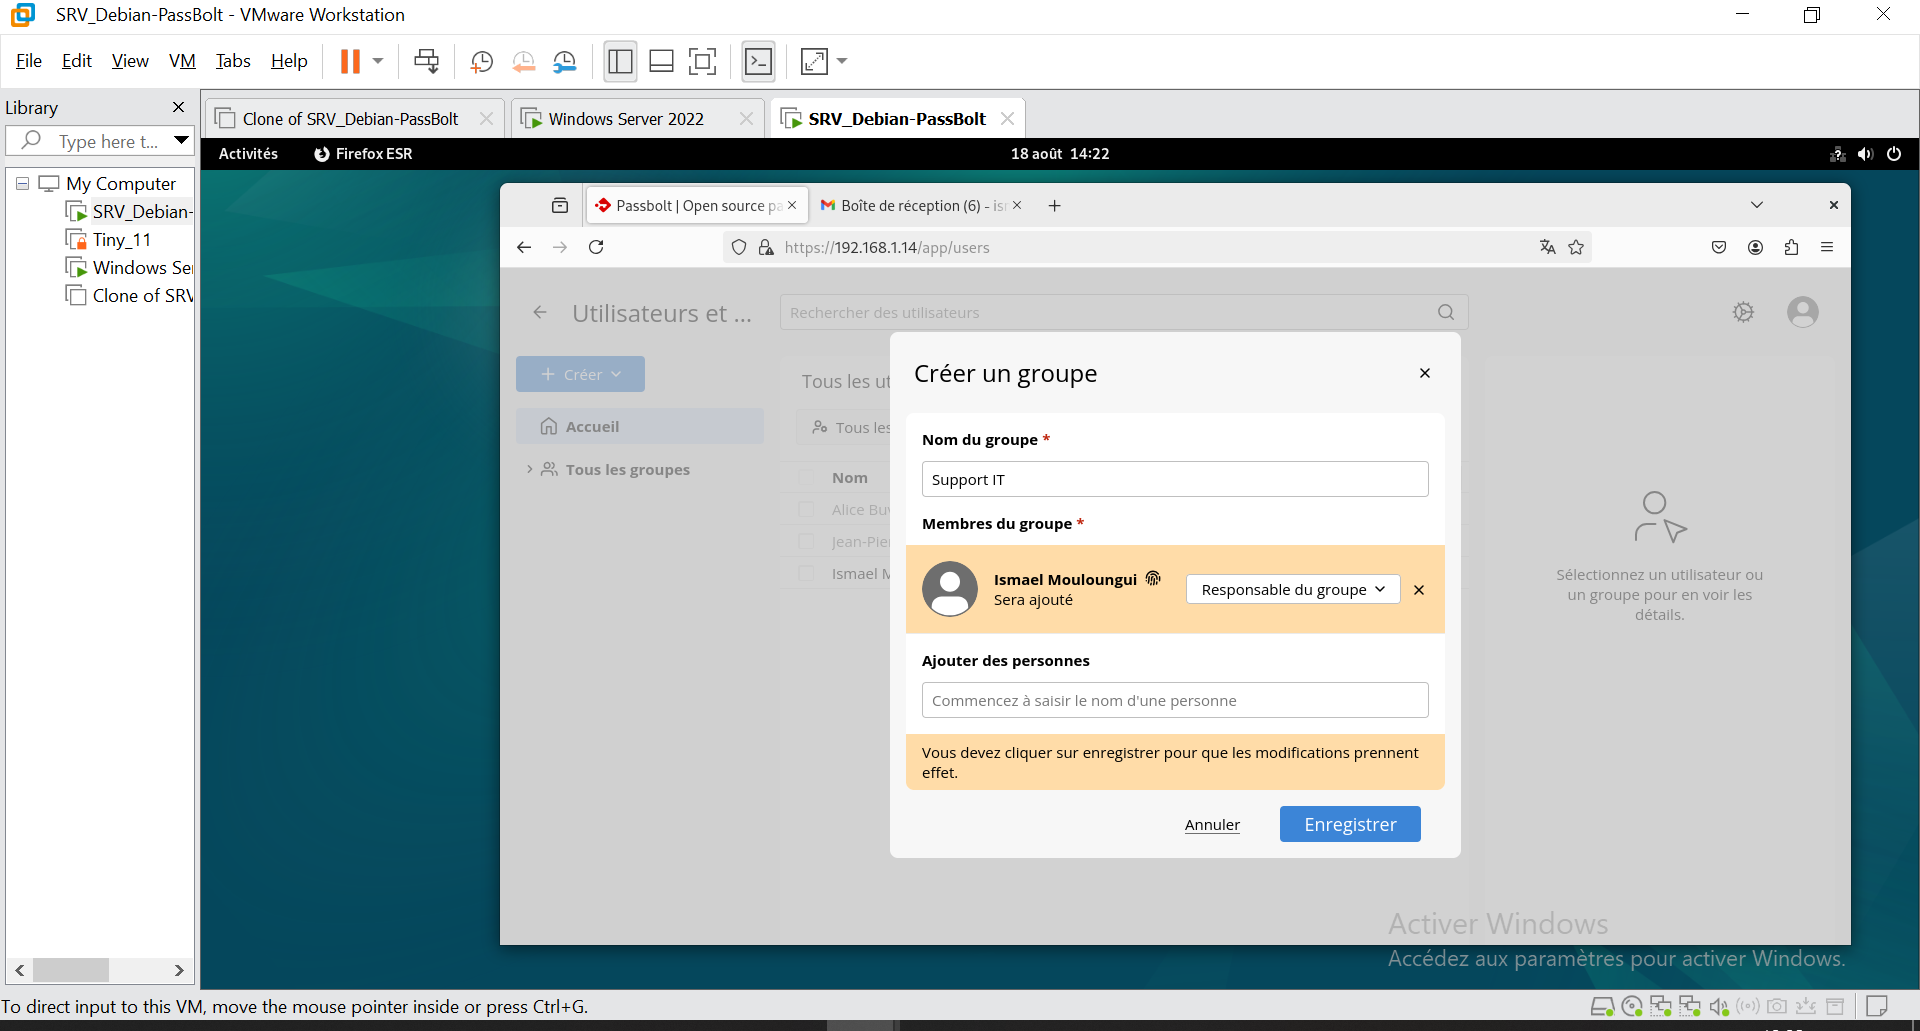 SRV_Debian-PassBolt - VMware Workstation
File Edit View VM Tabs Help
Library
Type here t...
My Computer
SRV_Debian-
Tiny_11
Windows Se
Clone of SRV
Clone of SRV_Debian-PassBolt
Windows Server 2022
SRV_Debian-PassBolt
Activités Firefox ESR 18 août 14:22
Passbolt | Open source pa
Boîte de réception (6) - isr
https://192.168.1.14/app/users
Utilisateurs et ...
Rechercher des utilisateurs
Créer
Accueil
Tous les groupes
Tous les ut
Tous les
Nom
Alice Bu
Jean-Pie
Ismael M
Créer un groupe
Nom du groupe *
Support IT
Membres du groupe *
Ismael Mouloungui
Sera ajouté
Responsable du groupe
Ajouter des personnes
Commencez à saisir le nom d'une personne
Vous devez cliquer sur enregistrer pour que les modifications prennent
effet.
Annuler
Enregistrer
Sélectionnez un utilisateur ou
un groupe pour en voir les
détails.
Activer Windows
Accédez aux paramètres pour activer Windows.
To direct input to this VM, move the mouse pointer inside or press Ctrl+G.